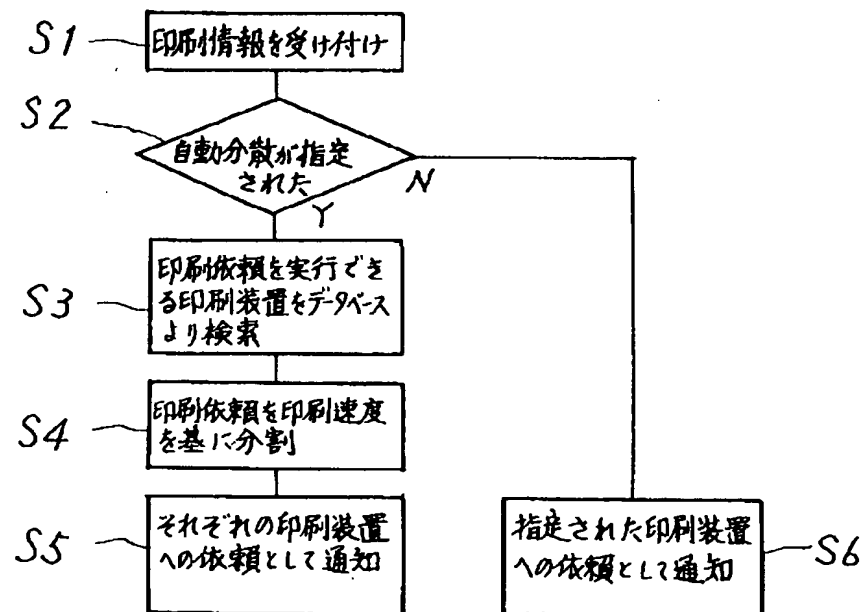 S1
印刷情報を受け付け
S2
自動分散が指定
された
N
Y
S3
印刷依頼を実行でき
る印刷装置をデータベース
より検索
S4
印刷依頼を印刷速度
を基に分割
S5
それぞれの印刷装置
への依頼として通知
指定された印刷装置
への依頼として通知
S6